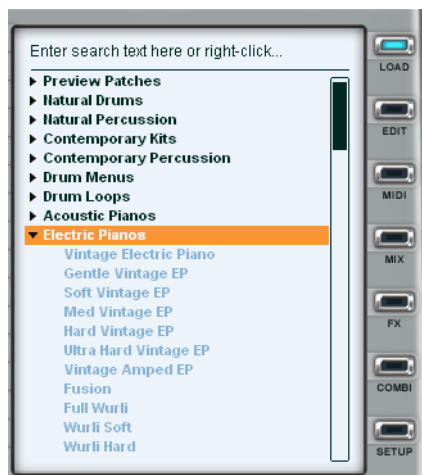 Enter search text here or right-click...
Preview Patches
Natural Drums
Natural Percussion
Contemporary Kits
Contemporary Percussion
Drum Menus
Drum Loops
Acoustic Pianos
Electric Pianos
Vintage Electric Piano
Gentle Vintage EP
Soft Vintage EP
Med Vintage EP
Hard Vintage EP
Ultra Hard Vintage EP
Vintage Amped EP
Fusion
Full Wurli
Wurli Soft
Wurli Hard
LOAD
EDIT
MIDI
MIX
FX
COMBI
SETUP